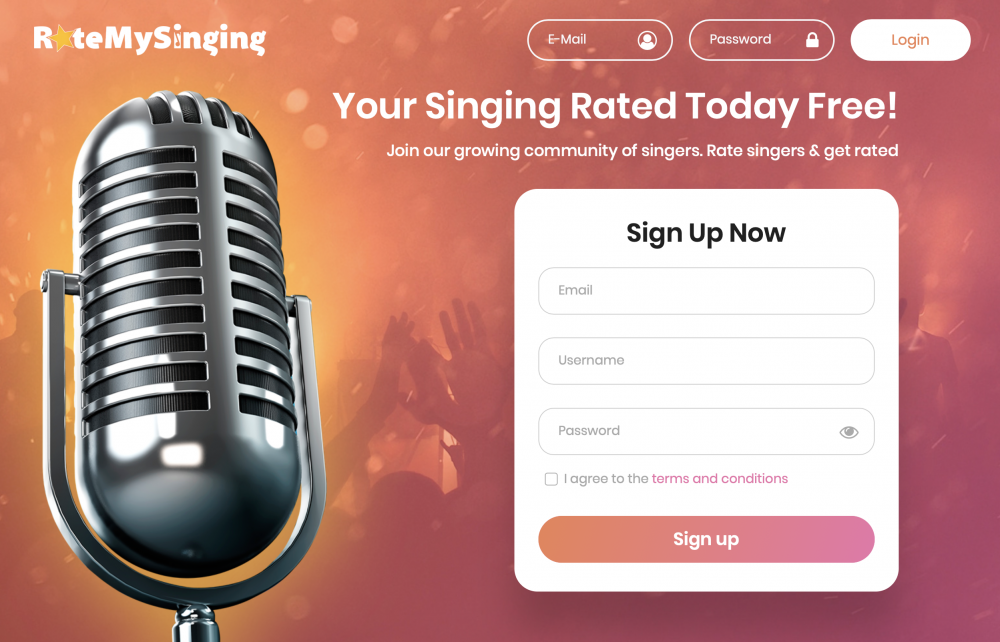 RateMySinging
E-Mail
Password
Login
Your Singing Rated Today Free!
Join our growing community of singers. Rate singers & get rated
Sign Up Now
Email
Username
Password
I agree to the terms and conditions
Sign up